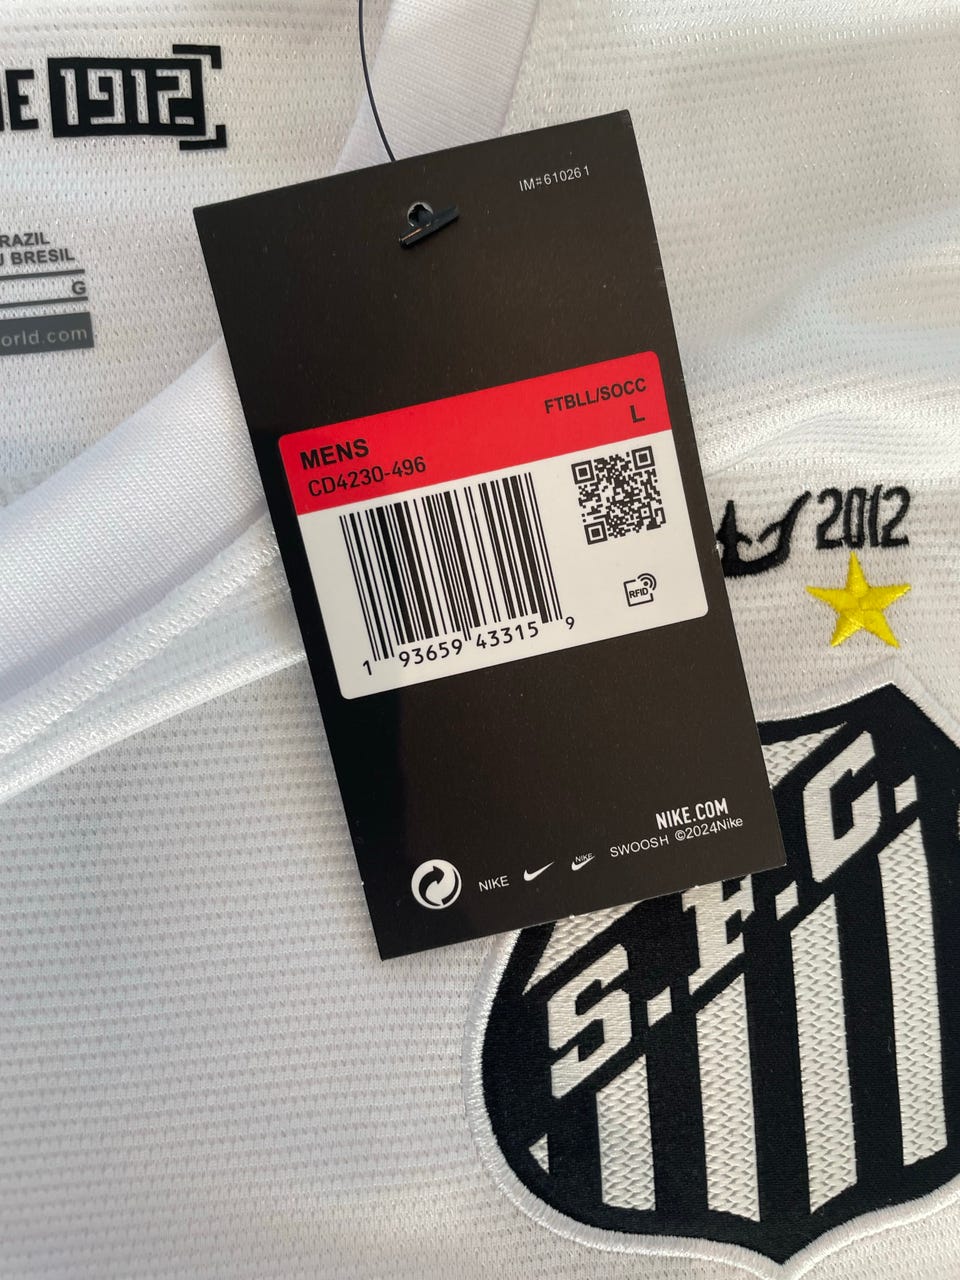 1912
IM#610261
RAZIL
BRESIL
G
orld.com
FTBLL/SOCC
L
MENS
CD4230-496
2012
RFID
1 93659 43315 9
NIKE.COM
NIKE NIKE SWOOSH ©2024Nike
S.F.C.